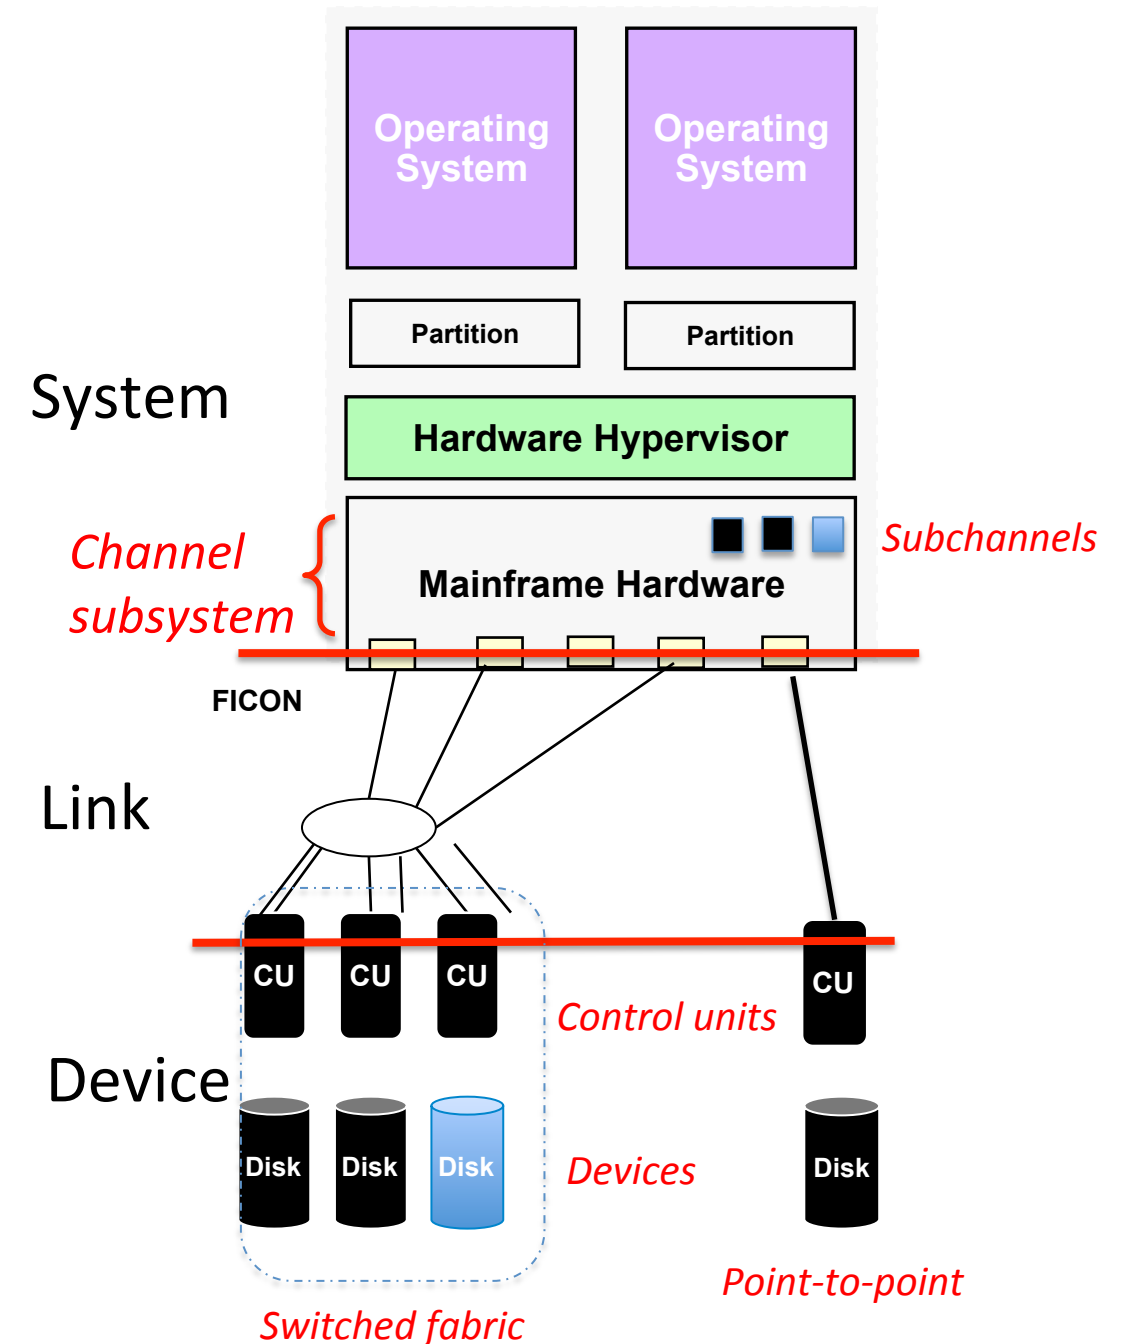 Operating
System
Operating
System
Partition
Partition
System
Hardware Hypervisor
Channel
subsystem
Subchannels
Mainframe Hardware
FICON
Link
CU
CU
CU
CU
Control units
Device
Disk
Disk
Disk
Devices
Disk
Point-to-point
Switched fabric